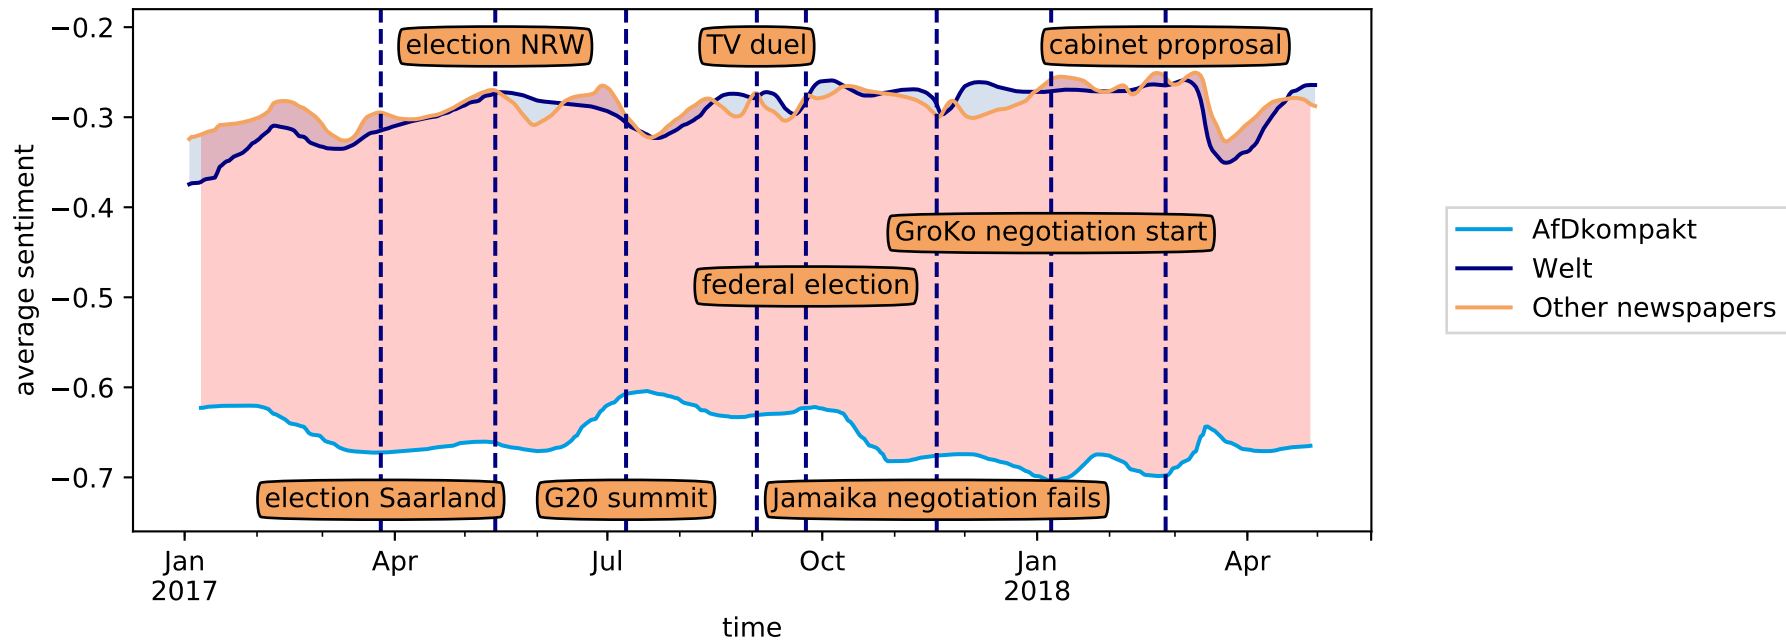 average sentiment
−0.2
−0.3
−0.4
−0.5
−0.6
−0.7
election NRW
TV duel
cabinet proprosal
GroKo negotiation start
federal election
election Saarland
G20 summit
Jamaika negotiation fails
Jan
2017
Apr
Jul
Oct
Jan
2018
Apr
time
AfDkompakt
Welt
Other newspapers